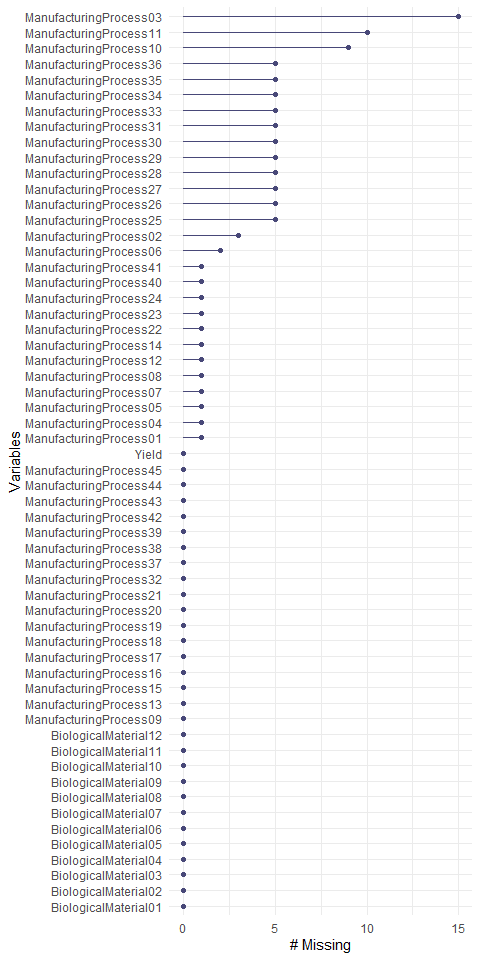 ManufacturingProcess03
ManufacturingProcess11
ManufacturingProcess10
ManufacturingProcess36
ManufacturingProcess35
ManufacturingProcess34
ManufacturingProcess33
ManufacturingProcess31
ManufacturingProcess30
ManufacturingProcess29
ManufacturingProcess28
ManufacturingProcess27
ManufacturingProcess26
ManufacturingProcess25
ManufacturingProcess02
ManufacturingProcess06
ManufacturingProcess41
ManufacturingProcess40
ManufacturingProcess24
ManufacturingProcess23
ManufacturingProcess22
ManufacturingProcess14
ManufacturingProcess12
ManufacturingProcess08
ManufacturingProcess07
ManufacturingProcess05
ManufacturingProcess04
ManufacturingProcess01
Yield
ManufacturingProcess45
ManufacturingProcess44
ManufacturingProcess43
ManufacturingProcess42
ManufacturingProcess39
ManufacturingProcess38
ManufacturingProcess37
ManufacturingProcess32
ManufacturingProcess21
ManufacturingProcess20
ManufacturingProcess19
ManufacturingProcess18
ManufacturingProcess17
ManufacturingProcess16
ManufacturingProcess15
ManufacturingProcess13
ManufacturingProcess09
BiologicalMaterial12
BiologicalMaterial11
BiologicalMaterial10
BiologicalMaterial09
BiologicalMaterial08
BiologicalMaterial07
BiologicalMaterial06
BiologicalMaterial05
BiologicalMaterial04
BiologicalMaterial03
BiologicalMaterial02
BiologicalMaterial01
Variables
0 5 10 15
# Missing